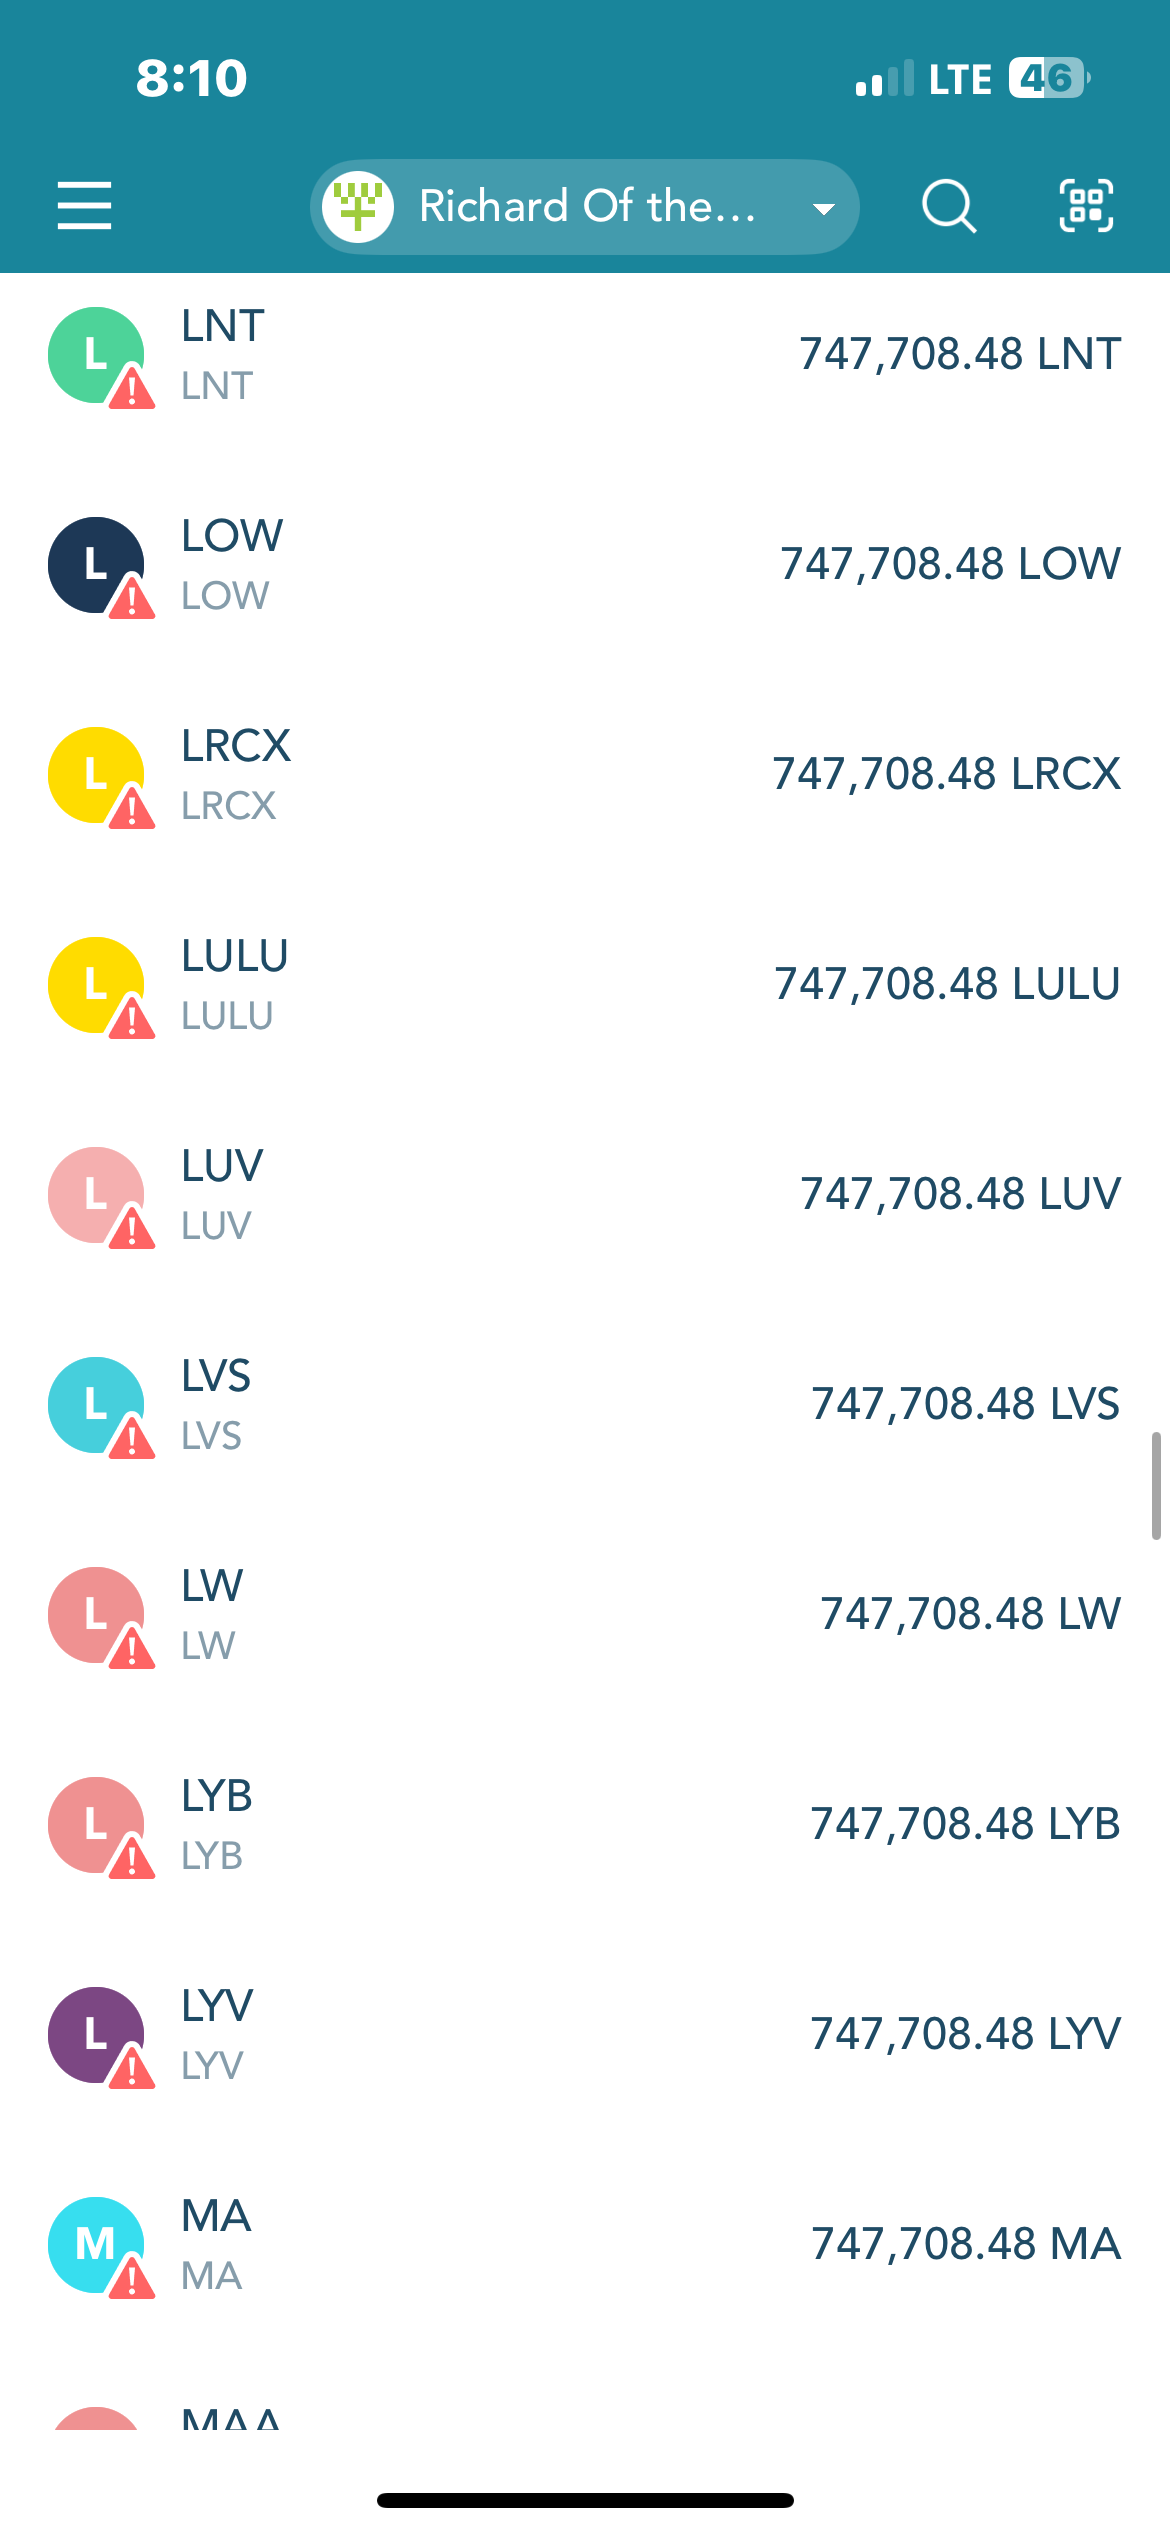 8:10
LTE 46
Richard Of the...
L
LNT
LNT
747,708.48 LNT
L
LOW
LOW
747,708.48 LOW
L
LRCX
LRCX
747,708.48 LRCX
L
LULU
LULU
747,708.48 LULU
L
LUV
LUV
747,708.48 LUV
L
LVS
LVS
747,708.48 LVS
L
LW
LW
747,708.48 LW
L
LYB
LYB
747,708.48 LYB
L
LYV
LYV
747,708.48 LYV
M
MA
MA
747,708.48 MA
MAA